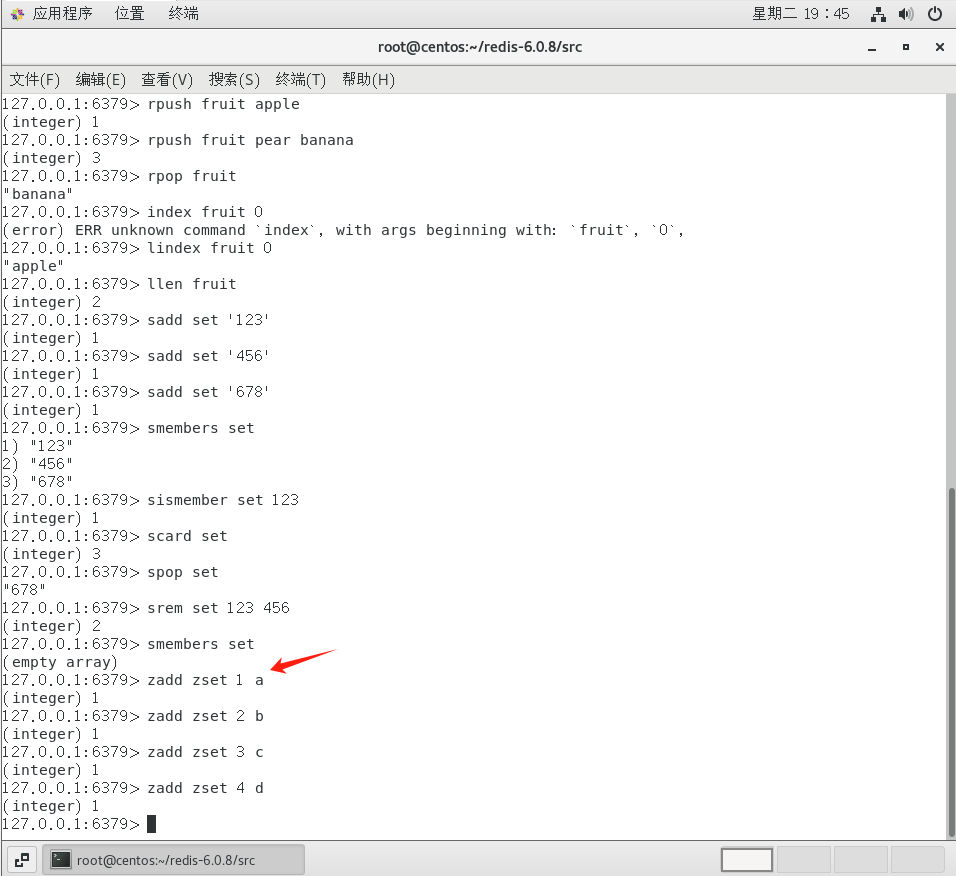 应用程序 位置 终端 星期二 19：45
root@centos:~/redis-6.0.8/src
文件(F) 编辑(E) 查看(V) 搜索(S) 终端(T) 帮助(H)
127.0.0.1:6379> rpush fruit apple
(integer) 1
127.0.0.1:6379> rpush fruit pear banana
(integer) 3
127.0.0.1:6379> rpop fruit
"banana"
127.0.0.1:6379> index fruit 0
(error) ERR unknown command `index`, with args beginning with: `fruit`, `0`,
127.0.0.1:6379> lindex fruit 0
"apple"
127.0.0.1:6379> llen fruit
(integer) 2
127.0.0.1:6379> sadd set '123'
(integer) 1
127.0.0.1:6379> sadd set '456'
(integer) 1
127.0.0.1:6379> sadd set '678'
(integer) 1
127.0.0.1:6379> smembers set
1) "123"
2) "456"
3) "678"
127.0.0.1:6379> sismember set 123
(integer) 1
127.0.0.1:6379> scard set
(integer) 3
127.0.0.1:6379> spop set
"678"
127.0.0.1:6379> srem set 123 456
(integer) 2
127.0.0.1:6379> smembers set
(empty array)
127.0.0.1:6379> zadd zset 1 a
(integer) 1
127.0.0.1:6379> zadd zset 2 b
(integer) 1
127.0.0.1:6379> zadd zset 3 c
(integer) 1
127.0.0.1:6379> zadd zset 4 d
(integer) 1
127.0.0.1:6379>
root@centos:~/redis-6.0.8/src